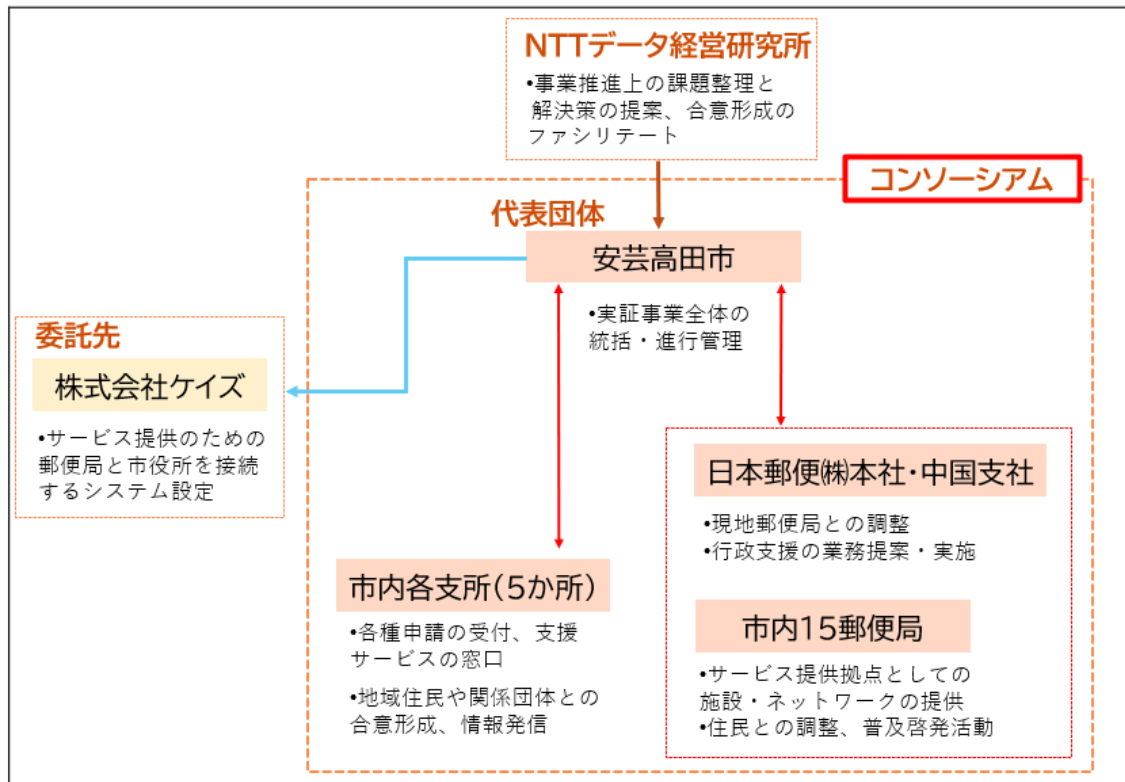 NTTデータ経営研究所
•事業推進上の課題整理と
解決策の提案、合意形成の
ファシリテート
コンソーシアム
代表団体
安芸高田市
•実証事業全体の
統括・進行管理
委託先
株式会社ケイズ
•サービス提供のための
郵便局と市役所を接続
するシステム設定
日本郵便㈱本社・中国支社
•現地郵便局との調整
•行政支援の業務提案・実施
市内各支所(5か所)
•各種申請の受付、支援
サービスの窓口
•地域住民や関係団体との
合意形成、情報発信
市内15郵便局
•サービス提供拠点としての
施設・ネットワークの提供
•住民との調整、普及啓発活動